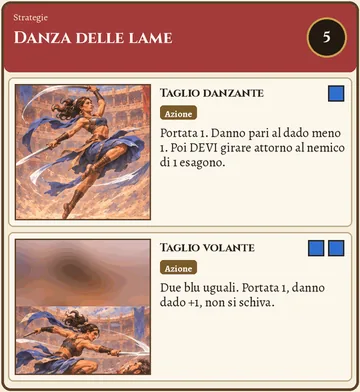 Strategie
Danza delle lame
5
Taglio danzante
Azione
Portata 1. Danno pari al dado meno
1. Poi DEVI girare attorno al nemico
di 1 esagono.
Taglio volante
Azione
Due blu uguali. Portata 1, danno
dado +1, non si schiva.